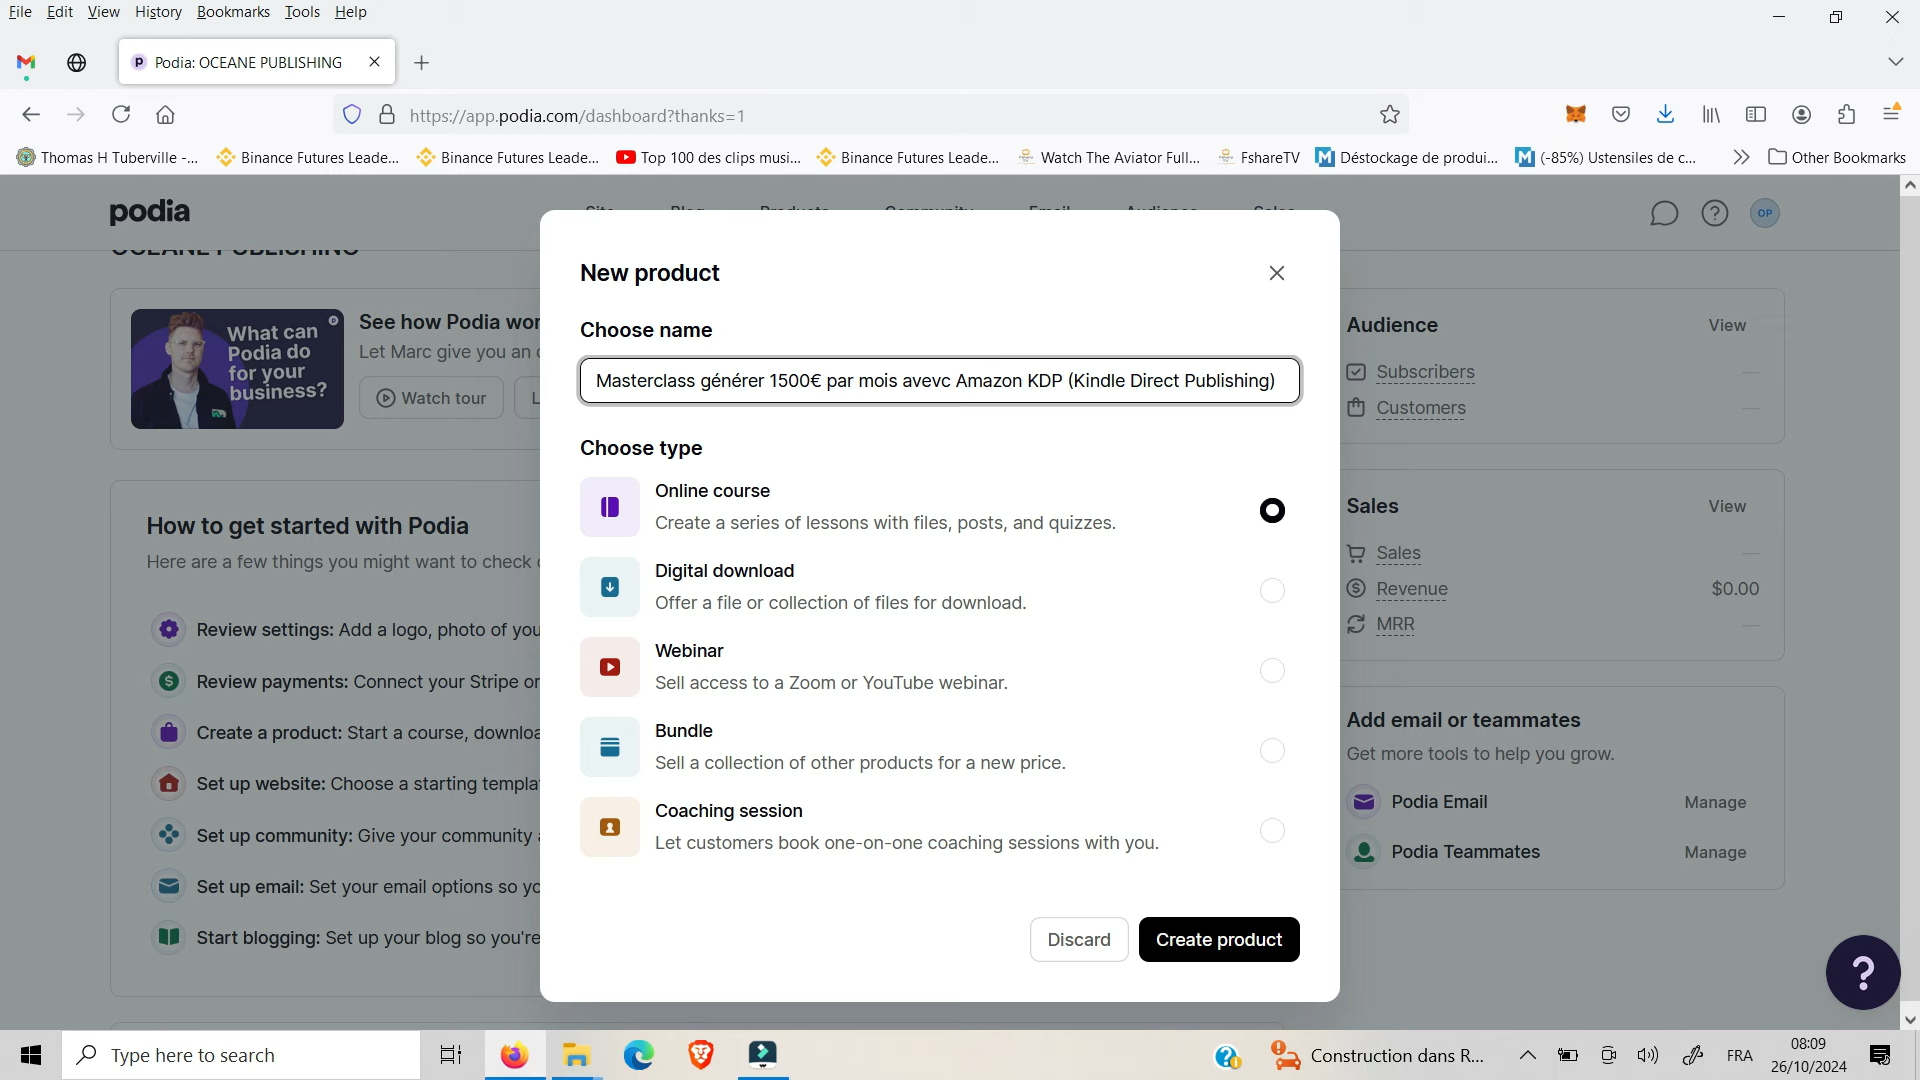 File Edit View History Bookmarks Tools Help
Podia: OCEANE PUBLISHING
https://app.podia.com/dashboard?thanks=1
Thomas H Tuberville -... Binance Futures Leade... Binance Futures Leade... Top 100 des clips musi... Binance Futures Leade... Watch The Aviator Full... FshareTV Déstockage de produi... (-85%) Ustensiles de c... Other Bookmarks
podia Site Blog Products Community Email Audience Sales OP
OCEANE PUBLISHING
What can Podia do for your business?
See how Podia wor
Let Marc give you an
Watch tour
How to get started with Podia
Here are a few things you might want to check
Review settings: Add a logo, photo of you
Review payments: Connect your Stripe or
Create a product: Start a course, downloa
Set up website: Choose a starting templa
Set up community: Give your community
Set up email: Set your email options so yo
Start blogging: Set up your blog so you're
New product
Choose name
Masterclass générer 1500€ par mois avevc Amazon KDP (Kindle Direct Publishing)
Choose type
Online course
Create a series of lessons with files, posts, and quizzes.
Digital download
Offer a file or collection of files for download.
Webinar
Sell access to a Zoom or YouTube webinar.
Bundle
Sell a collection of other products for a new price.
Coaching session
Let customers book one-on-one coaching sessions with you.
Discard Create product
Audience View
Subscribers
Customers
Sales View
Sales
Revenue $0.00
MRR
Add email or teammates
Get more tools to help you grow.
Podia Email Manage
Podia Teammates Manage
Type here to search
Construction dans R...
FRA
08:09
26/10/2024